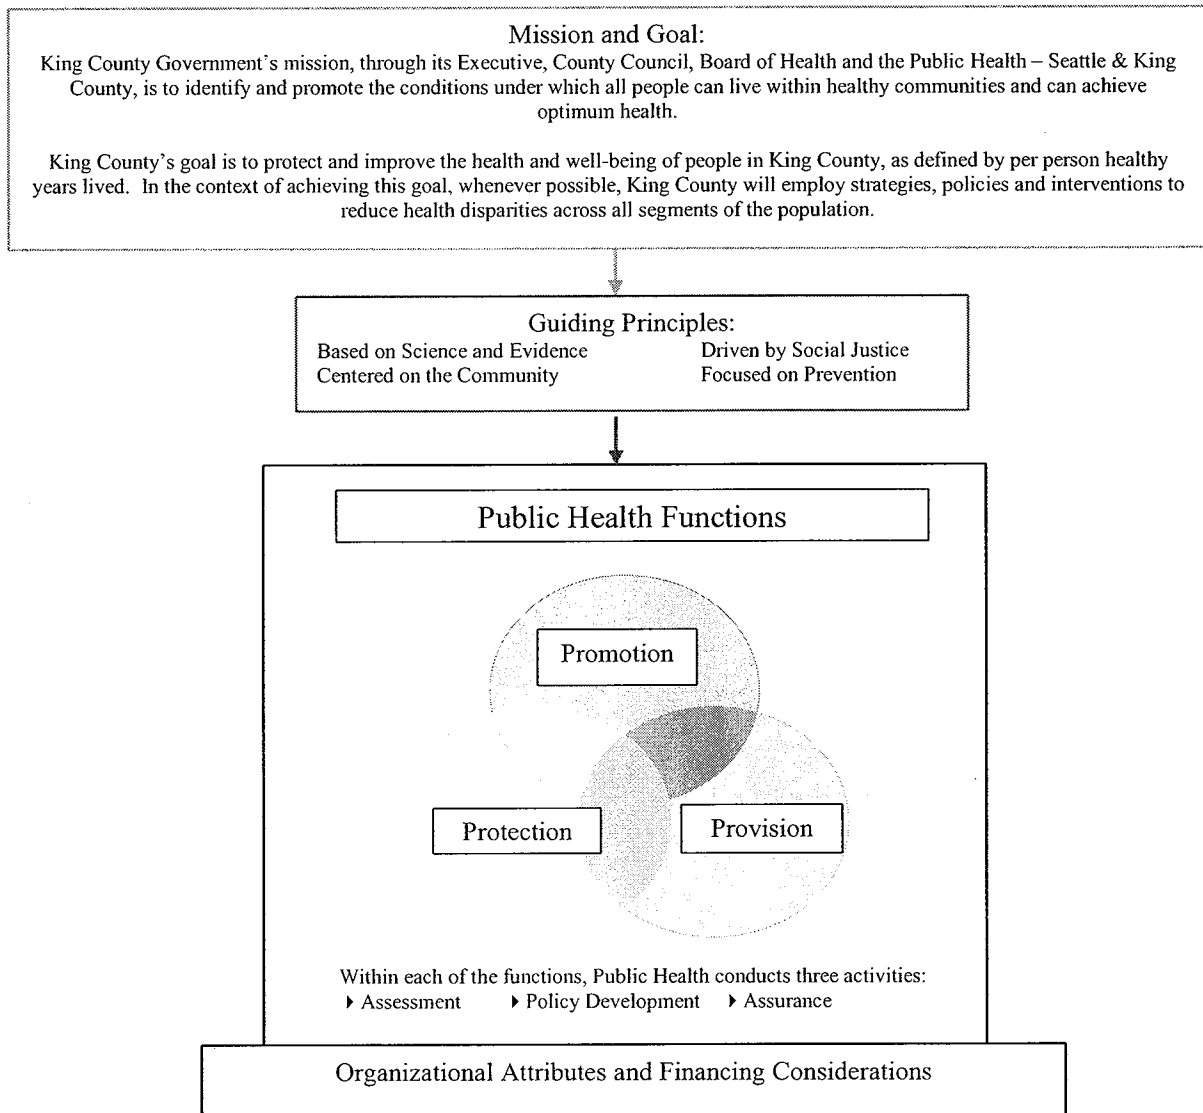 Mission and Goal:
King County Government's mission, through its Executive, County Council, Board of Health and the Public Health – Seattle & King
County, is to identify and promote the conditions under which all people can live within healthy communities and can achieve
optimum health.
King County's goal is to protect and improve the health and well-being of people in King County, as defined by per person healthy
years lived.  In the context of achieving this goal, whenever possible, King County will employ strategies, policies and interventions to
reduce health disparities across all segments of the population.
Guiding Principles:
Based on Science and Evidence Driven by Social Justice
Centered on the Community Focused on Prevention
Public Health Functions
Promotion
Protection Provision
Within each of the functions, Public Health conducts three activities:
Assessment Policy Development Assurance
Organizational Attributes and Financing Considerations